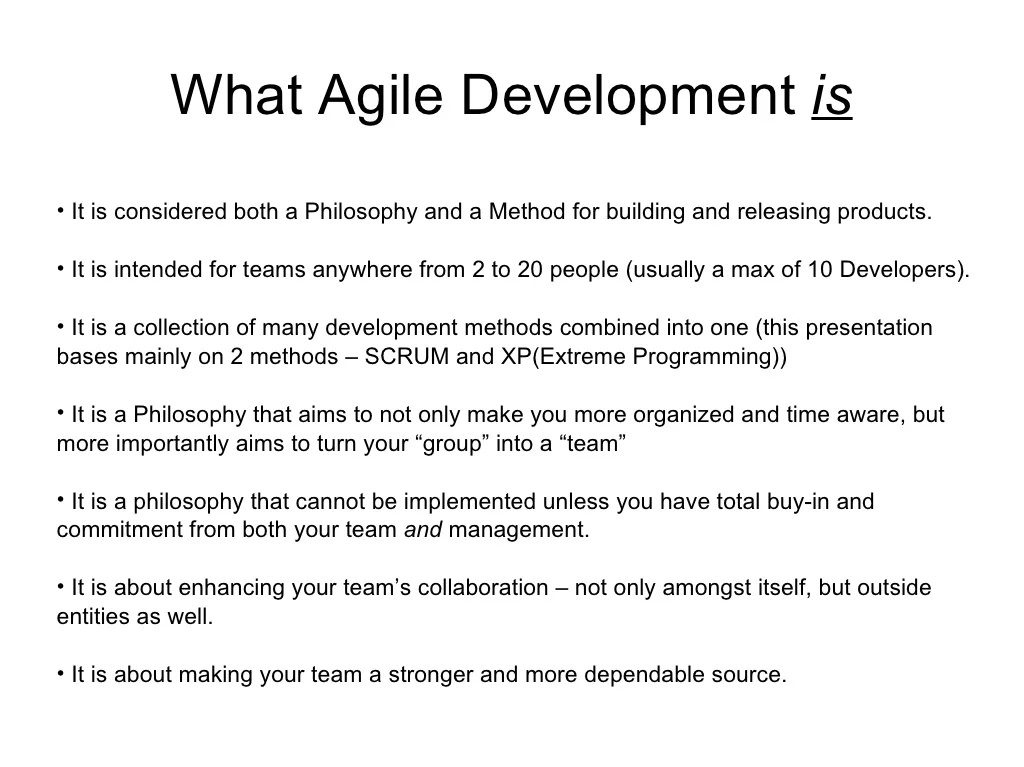 What Agile Development is
• It is considered both a Philosophy and a Method for building and releasing products.
• It is intended for teams anywhere from 2 to 20 people (usually a max of 10 Developers).
• It is a collection of many development methods combined into one (this presentation
bases mainly on 2 methods – SCRUM and XP(Extreme Programming))
• It is a Philosophy that aims to not only make you more organized and time aware, but
more importantly aims to turn your “group” into a “team”
• It is a philosophy that cannot be implemented unless you have total buy-in and
commitment from both your team and management.
• It is about enhancing your team’s collaboration – not only amongst itself, but outside
entities as well.
• It is about making your team a stronger and more dependable source.